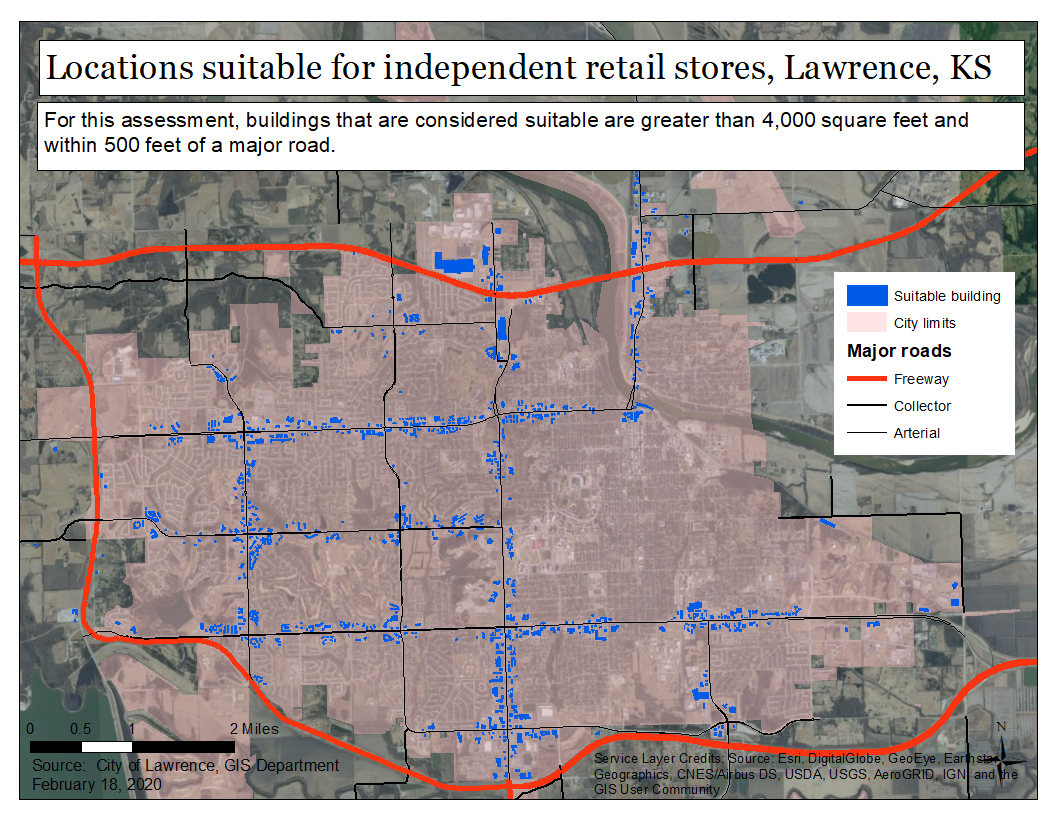 Locations suitable for independent retail stores, Lawrence, KS
For this assessment, buildings that are considered suitable are greater than 4,000 square feet and
within 500 feet of a major road.
Suitable building
City limits
Major roads
Freeway
Collector
Arterial
0 0.5 1 2 Miles
Source: City of Lawrence, GIS Department
February 18, 2020
N
Service Layer Credits: Source: Esri, DigitalGlobe, GeoEye, Earthstar
Geographics, CNES/Airbus DS, USDA, USGS, AeroGRID, IGN, and the
GIS User Community